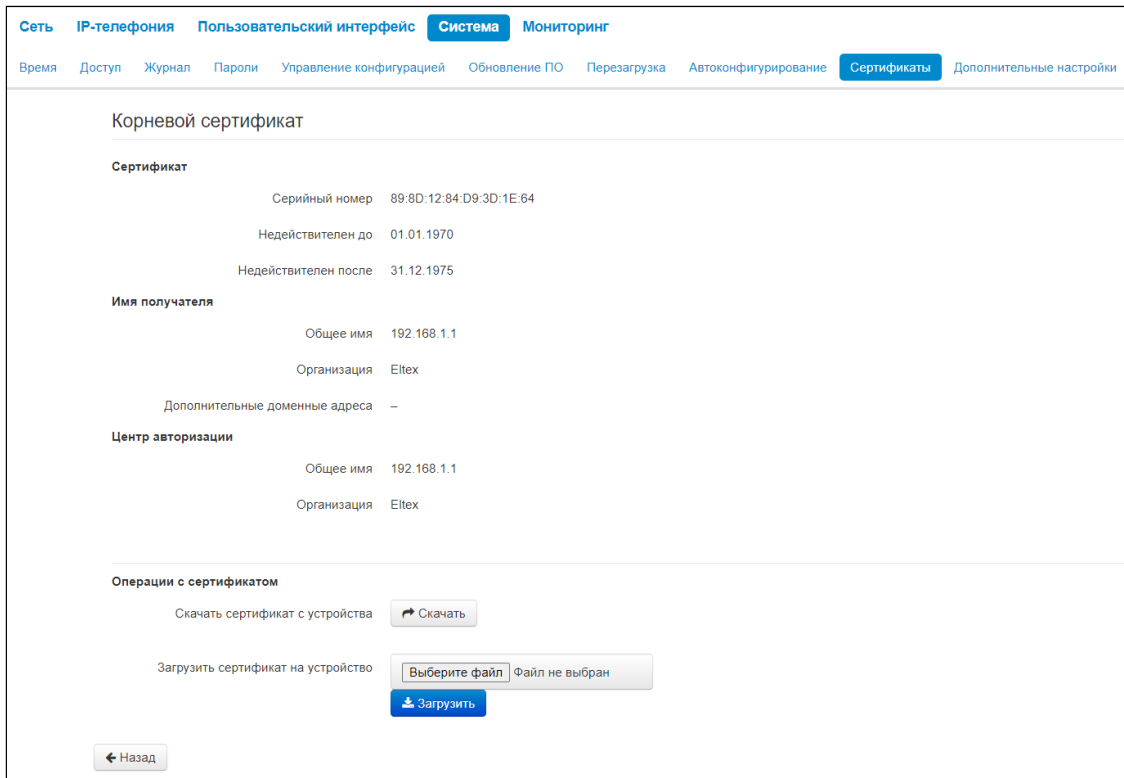 Сеть IP-телефония Пользовательский интерфейс Система Мониторинг
Время Доступ Журнал Пароли Управление конфигурацией Обновление ПО Перезагрузка Автоконфигурирование Сертификаты Дополнительные настройки
Корневой сертификат
Сертификат
Серийный номер 89:8D:12:84:D9:3D:1E:64
Недействителен до 01.01.1970
Недействителен после 31.12.1975
Имя получателя
Общее имя 192.168.1.1
Организация Eltex
Дополнительные доменные адреса –
Центр авторизации
Общее имя 192.168.1.1
Организация Eltex
Операции с сертификатом
Скачать сертификат с устройства Скачать
Загрузить сертификат на устройство Выберите файл Файл не выбран
Загрузить
Назад